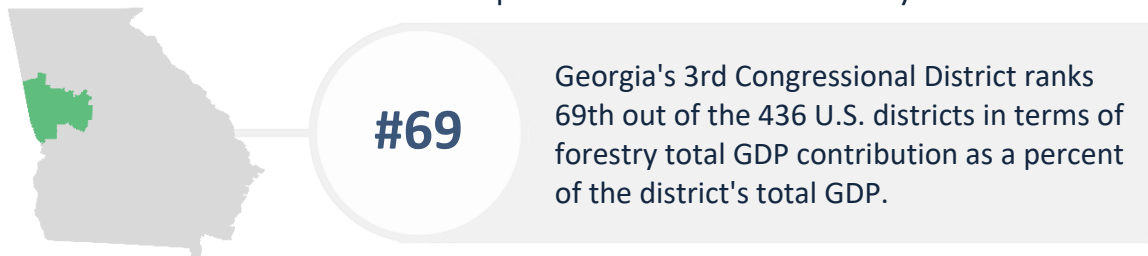 #69
Georgia's 3rd Congressional District ranks
69th out of the 436 U.S. districts in terms of
forestry total GDP contribution as a percent
of the district's total GDP.